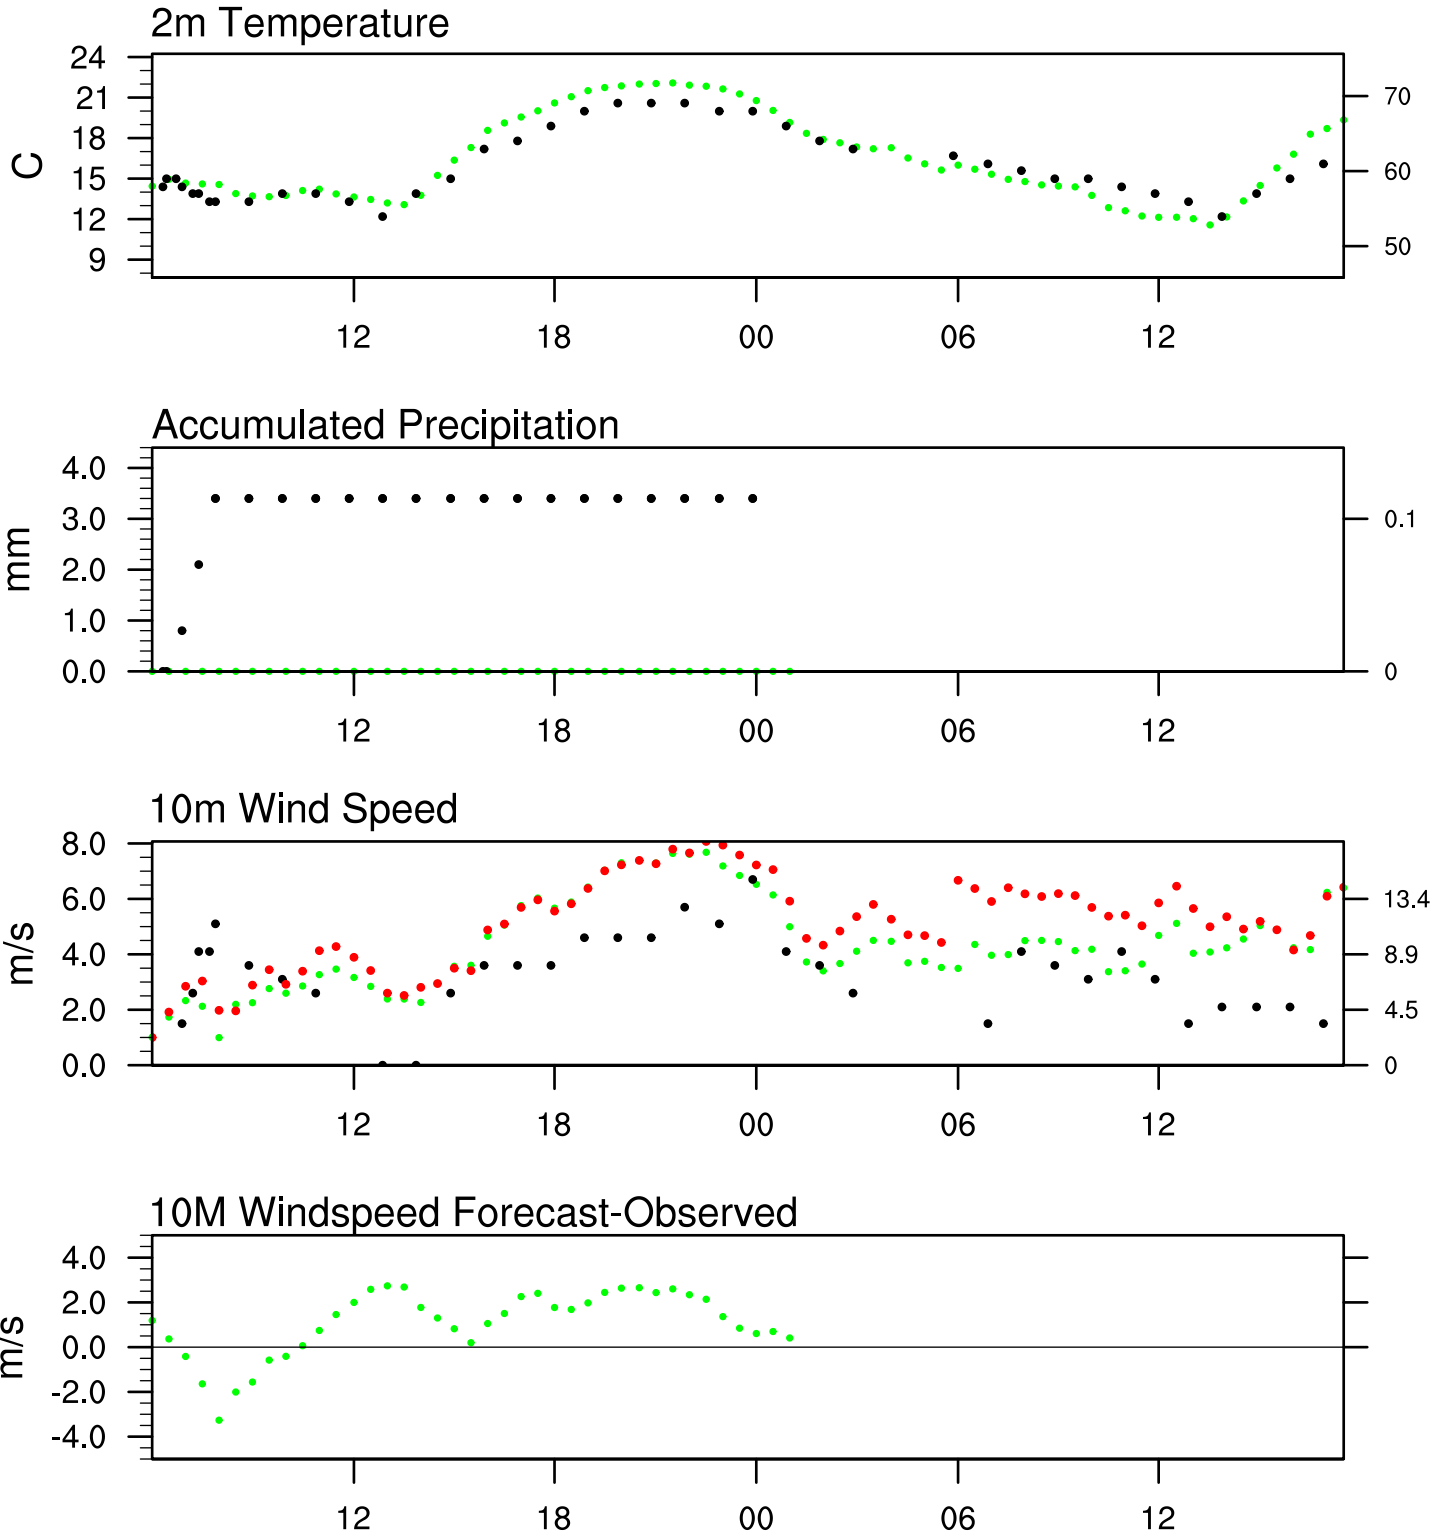 2m Temperature
24
21
18
15
12
9
C
70
60
50
12 18 00 06 12
Accumulated Precipitation
4.0
3.0
2.0
1.0
0.0
mm
0.1
0
12 18 00 06 12
10m Wind Speed
8.0
6.0
4.0
2.0
0.0
m/s
13.4
8.9
4.5
0
12 18 00 06 12
10M Windspeed Forecast-Observed
4.0
2.0
0.0
-2.0
-4.0
m/s
12 18 00 06 12